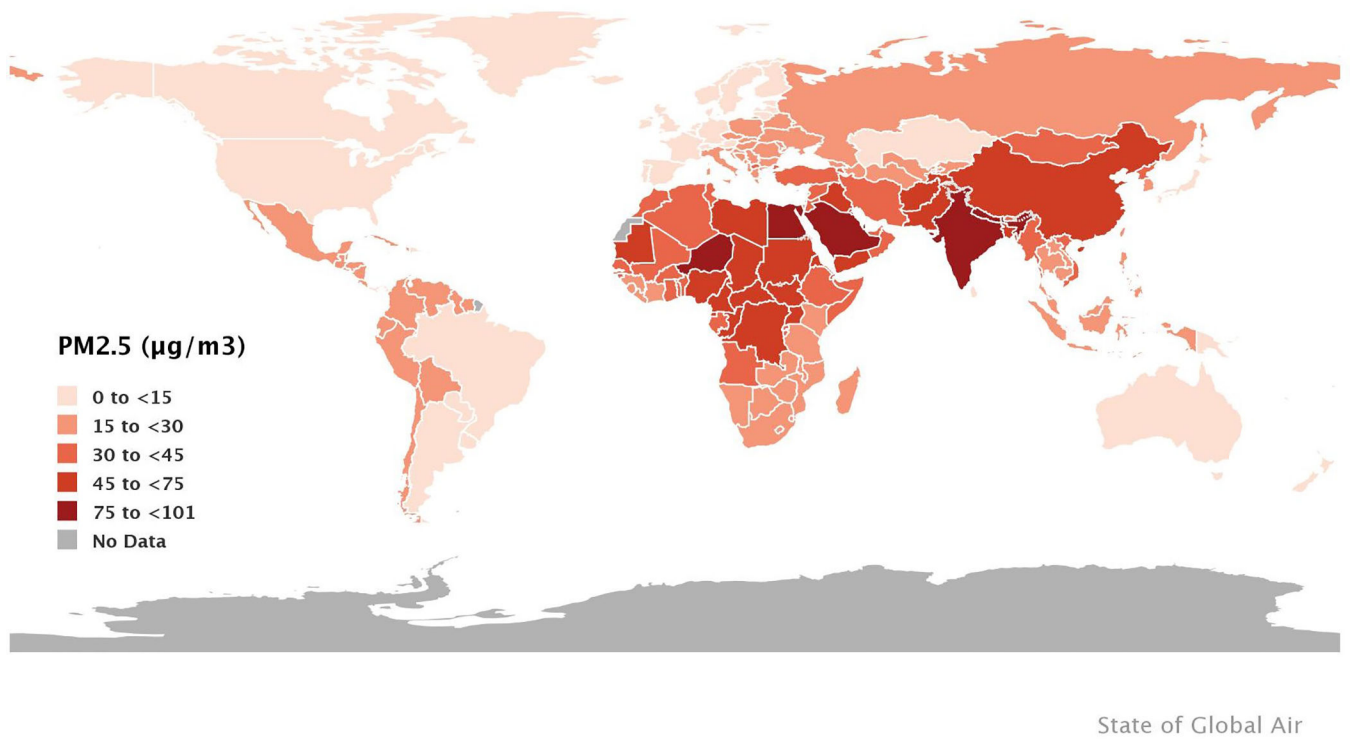 PM2.5 (µg/m3)
0 to <15
15 to <30
30 to <45
45 to <75
75 to <101
No Data
State of Global Air